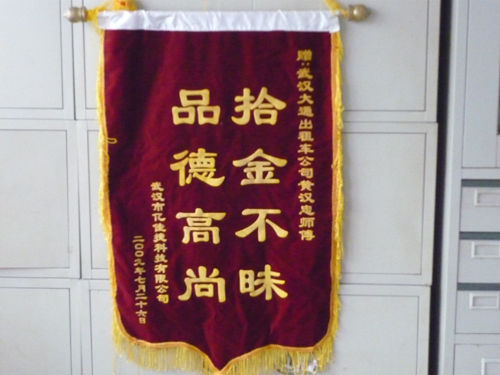 赠:武汉大通出租车公司黄汉忠师傅
拾金不昧
品德高尚
武汉市亿佳捷科技有限公司
二00九年七月二十六日